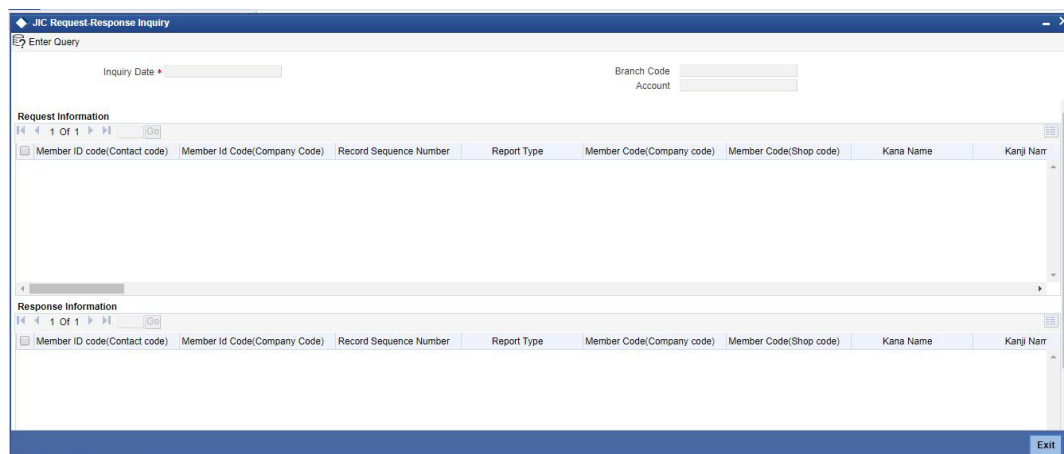 JIC Request-Response Inquiry
Enter Query
Inquiry Date *
Branch Code
Account
Request Information
1 Of 1 Go
Member ID code(Contact code) Member Id Code(Company Code) Record Sequence Number Report Type Member Code(Company code) Member Code(Shop code) Kana Name Kanji Nam
Response Information
1 Of 1 Go
Member ID code(Contact code) Member Id Code(Company Code) Record Sequence Number Report Type Member Code(Company code) Member Code(Shop code) Kana Name Kanji Nam
Exit